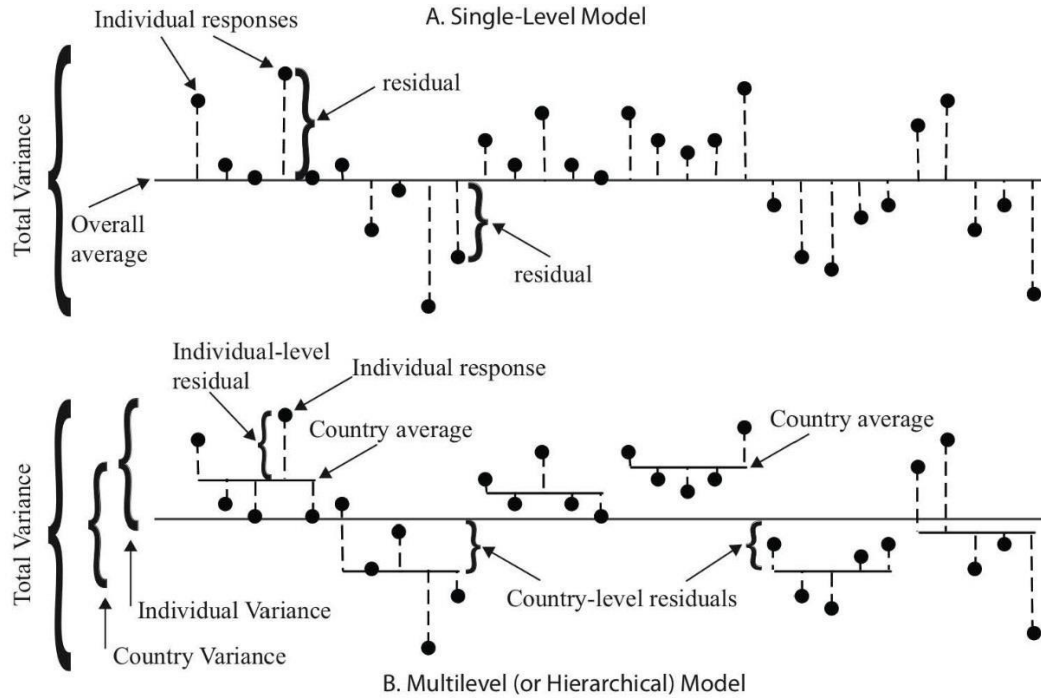 A. Single-Level Model
Individual responses
residual
Total Variance
Overall
average
residual
Individual-level
residual
Individual response
Country average
Country average
Total Variance
Country-level residuals
Individual Variance
Country Variance
B. Multilevel (or Hierarchical) Model